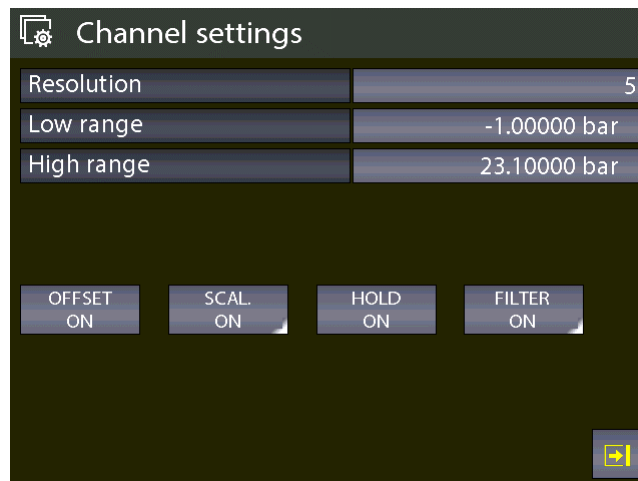 Channel settings
Resolution 5
Low range -1.00000 bar
High range 23.10000 bar
OFFSET SCAL. HOLD FILTER
ON ON ON ON